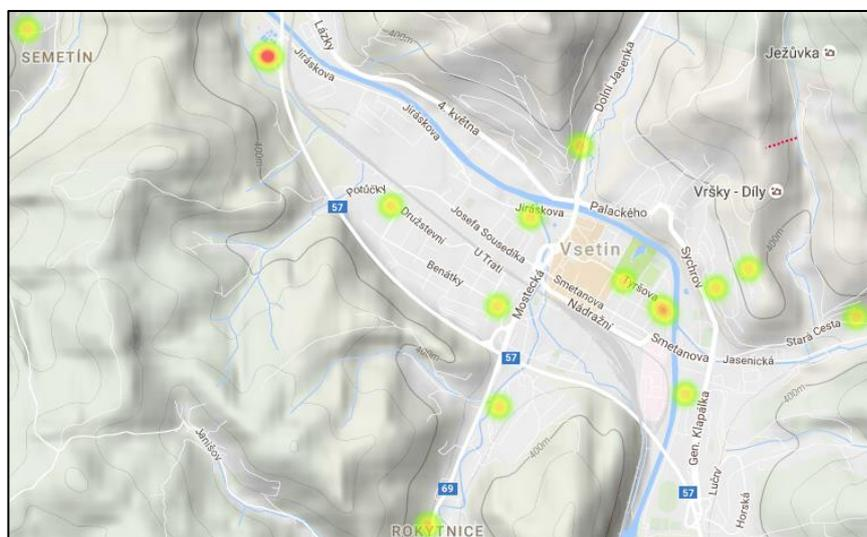 SEMETÍN
Lázky
400m
Ježůvka
Jiráskova
Jiráskova
4. května
Dolní Jasenka
400m
Potůčky
57
Družstevní
Josefa Sousedíka
Jiráskova
Palackého
Vršky - Díly
400m
U Trati
Benátky
Mostecká
Vsetín
Sychrov
Tyršova
Smetanova
Nádražní
Stará Cesta
400m
57
Smetanova
Jasenická
Janišov
400m
Gen. Klapálka
69
57
Luční
Horská
ROKYTNICE